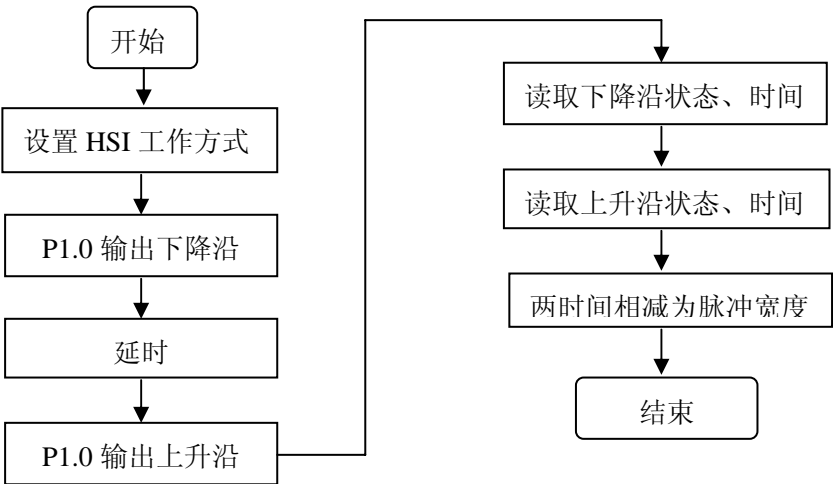 开始
设置 HSI 工作方式
P1.0 输出下降沿
延时
P1.0 输出上升沿
读取下降沿状态、时间
读取上升沿状态、时间
两时间相减为脉冲宽度
结束